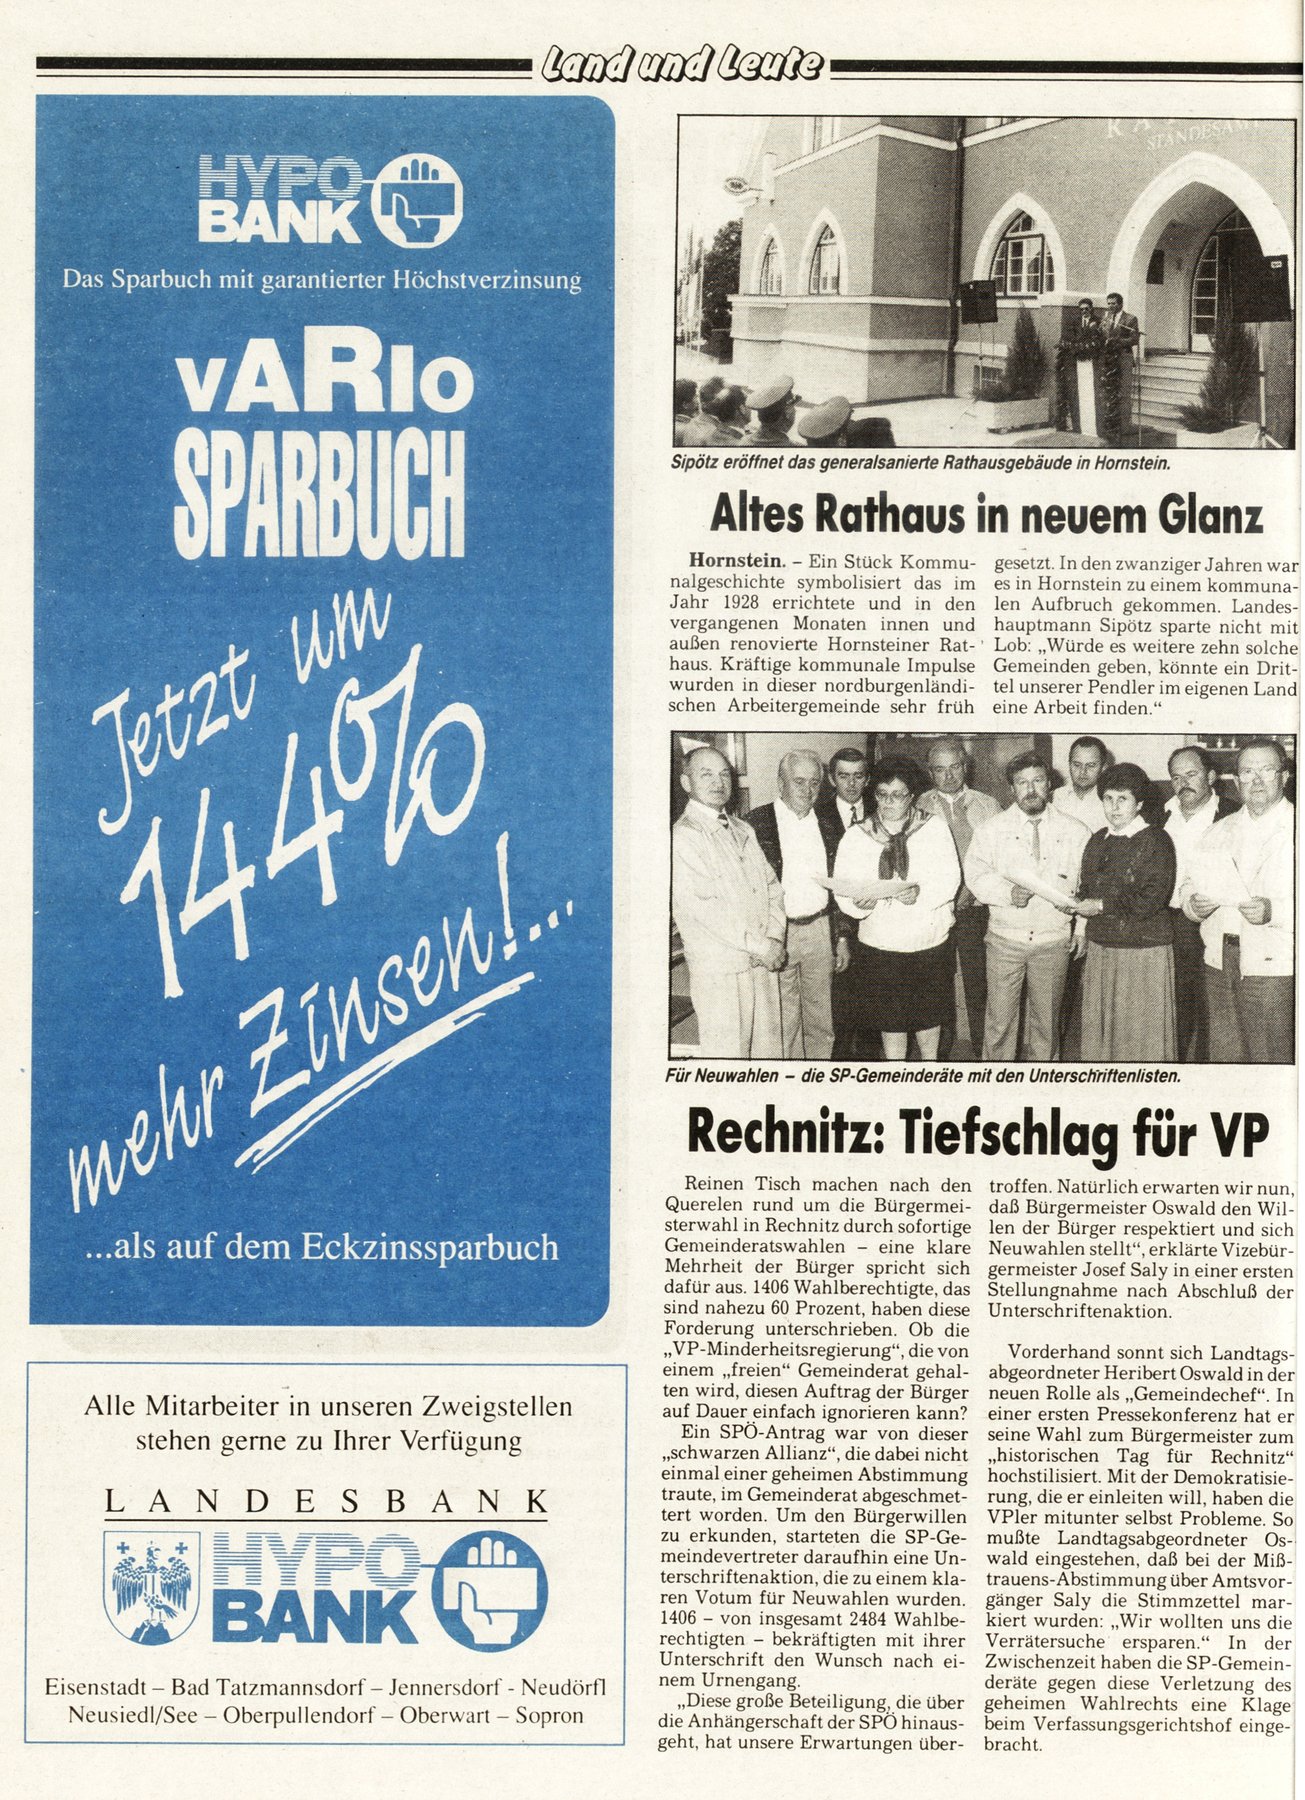 Land und Leute
HYPO
BANK
Das Sparbuch mit garantierter Höchstverzinsung
VARIO
SPARBUCH
Jetzt um
144%
mehr Zinsen!...
...als auf dem Eckzinssparbuch
Alle Mitarbeiter in unseren Zweigstellen
stehen gerne zu Ihrer Verfügung
LANDESBANK
HYPO
BANK
Eisenstadt – Bad Tatzmannsdorf – Jennersdorf - Neudörfl
Neusiedl/See – Oberpullendorf – Oberwart – Sopron
STANDESAMT
Sipötz eröffnet das generalsanierte Rathausgebäude in Hornstein.
Altes Rathaus in neuem Glanz
Hornstein. – Ein Stück Kommu-
nalgeschichte symbolisiert das im
Jahr 1928 errichtete und in den
vergangenen Monaten innen und
außen renovierte Hornsteiner Rat-
haus. Kräftige kommunale Impulse
wurden in dieser nordburgenländi-
schen Arbeitergemeinde sehr früh
gesetzt. In den zwanziger Jahren war
es in Hornstein zu einem kommuna-
len Aufbruch gekommen. Landes-
hauptmann Sipötz sparte nicht mit
Lob: „Würde es weitere zehn solche
Gemeinden geben, könnte ein Drit-
tel unserer Pendler im eigenen Land
eine Arbeit finden.“
Für Neuwahlen – die SP-Gemeinderäte mit den Unterschriftenlisten.
Rechnitz: Tiefschlag für VP
Reinen Tisch machen nach den
Querelen rund um die Bürgermei-
sterwahl in Rechnitz durch sofortige
Gemeinderatswahlen – eine klare
Mehrheit der Bürger spricht sich
dafür aus. 1406 Wahlberechtigte, das
sind nahezu 60 Prozent, haben diese
Forderung unterschrieben. Ob die
„VP-Minderheitsregierung“, die von
einem „freien“ Gemeinderat gehal-
ten wird, diesen Auftrag der Bürger
auf Dauer einfach ignorieren kann?
Ein SPÖ-Antrag war von dieser
„schwarzen Allianz“, die dabei nicht
einmal einer geheimen Abstimmung
traute, im Gemeinderat abgeschmet-
tert worden. Um den Bürgerwillen
zu erkunden, starteten die SP-Ge-
meindevertreter daraufhin eine Un-
terschriftenaktion, die zu einem kla-
ren Votum für Neuwahlen wurden.
1406 – von insgesamt 2484 Wahlbe-
rechtigten – bekräftigten mit ihrer
Unterschrift den Wunsch nach ei-
nem Urnengang.
„Diese große Beteiligung, die über
die Anhängerschaft der SPÖ hinaus-
geht, hat unsere Erwartungen über-
troffen. Natürlich erwarten wir nun,
daß Bürgermeister Oswald den Wil-
len der Bürger respektiert und sich
Neuwahlen stellt“, erklärte Vizebür-
germeister Josef Saly in einer ersten
Stellungnahme nach Abschluß der
Unterschriftenaktion.
Vorderhand sonnt sich Landtags-
abgeordneter Heribert Oswald in der
neuen Rolle als „Gemeindechef“. In
einer ersten Pressekonferenz hat er
seine Wahl zum Bürgermeister zum
„historischen Tag für Rechnitz“
hochstilisiert. Mit der Demokratisie-
rung, die er einleiten will, haben die
VPler mitunter selbst Probleme. So
mußte Landtagsabgeordneter Os-
wald eingestehen, daß bei der Miß-
trauens-Abstimmung über Amtsvor-
gänger Saly die Stimmzettel mar-
kiert wurden: „Wir wollten uns die
Verrätersuche ersparen.“ In der
Zwischenzeit haben die SP-Gemein-
deräte gegen diese Verletzung des
geheimen Wahlrechts eine Klage
beim Verfassungsgerichtshof einge-
bracht.